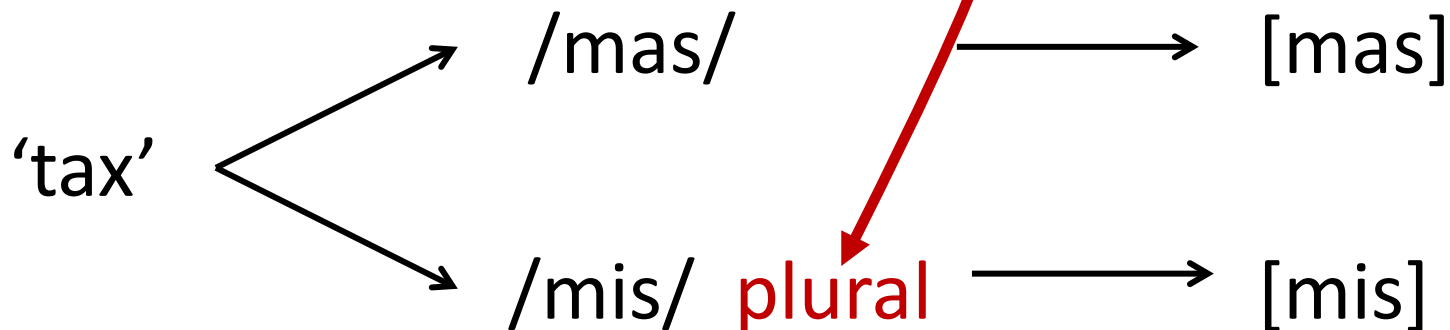 /mas/ [mas]
‘tax’
/mis/ plural [mis]